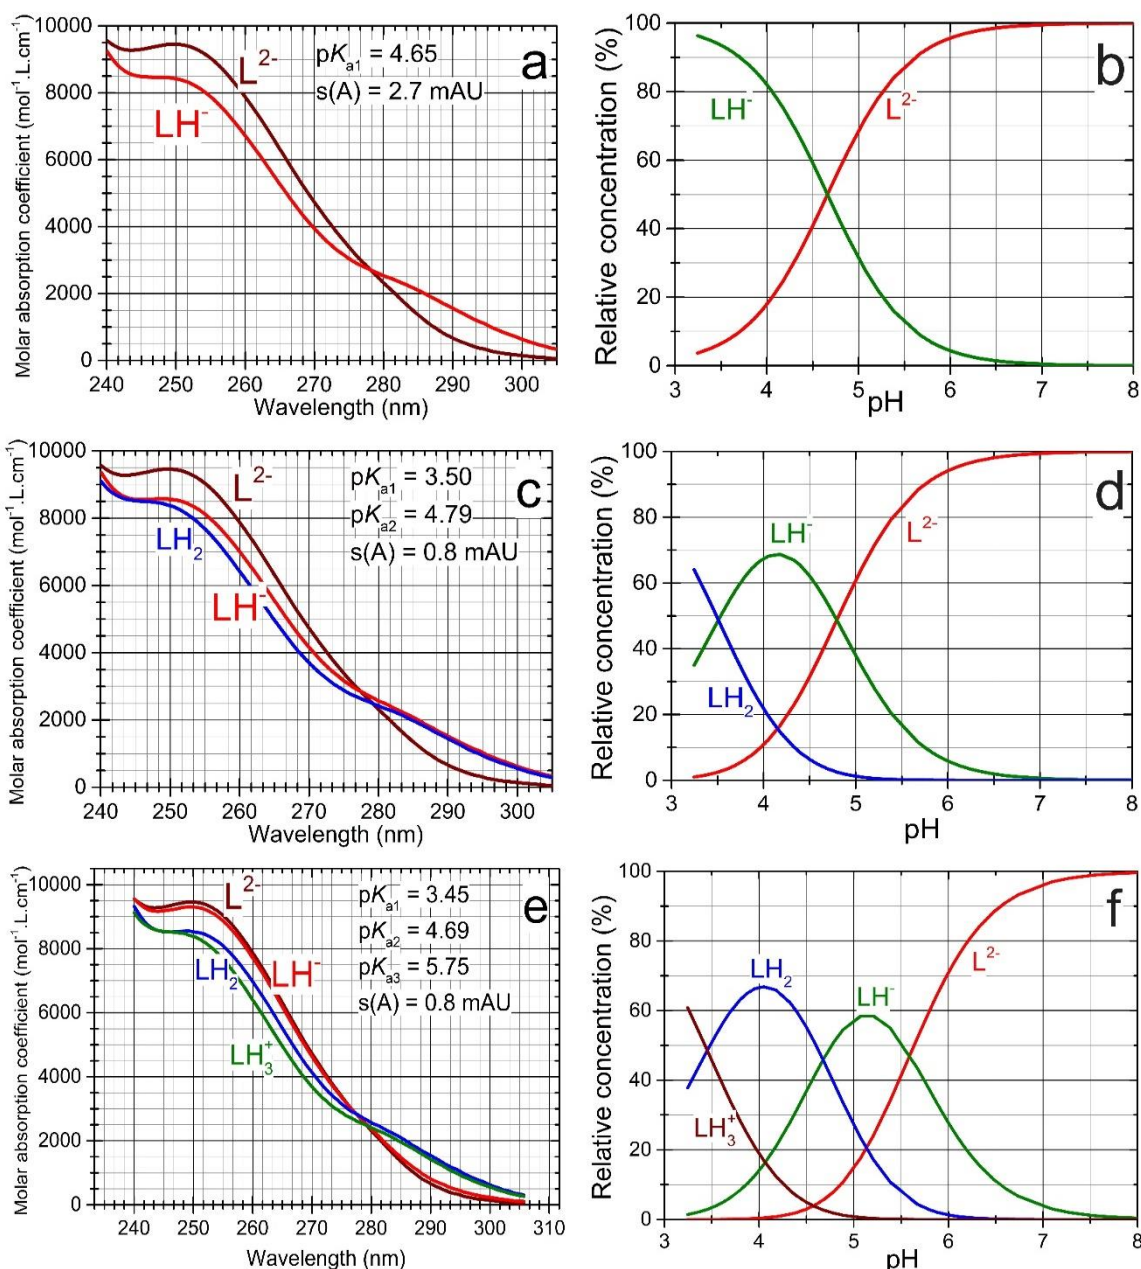 Molar absorption coefficient (mol⁻¹.L.cm⁻¹)
10000
8000
6000
4000
2000
0
L²⁻
LH⁻
pKₐ₁ = 4.65
s(A) = 2.7 mAU
a
240 250 260 270 280 290 300
Wavelength (nm)
Relative concentration (%)
100
80
60
40
20
0
LH⁻
L²⁻
b
3 4 5 6 7 8
pH
Molar absorption coefficient (mol⁻¹.L.cm⁻¹)
10000
8000
6000
4000
2000
0
L²⁻
LH₂
LH⁻
pKₐ₁ = 3.50
pKₐ₂ = 4.79
s(A) = 0.8 mAU
c
240 250 260 270 280 290 300
Wavelength (nm)
Relative concentration (%)
100
80
60
40
20
0
LH⁻
L²⁻
LH₂
d
3 4 5 6 7 8
pH
Molar absorption coefficient (mol⁻¹.L.cm⁻¹)
10000
8000
6000
4000
2000
0
L²⁻
LH₂
LH⁻
LH₃⁺
pKₐ₁ = 3.45
pKₐ₂ = 4.69
pKₐ₃ = 5.75
s(A) = 0.8 mAU
e
240 250 260 270 280 290 300 310
Wavelength (nm)
Relative concentration (%)
100
80
60
40
20
0
LH₂
LH⁻
L²⁻
LH₃⁺
f
3 4 5 6 7 8
pH